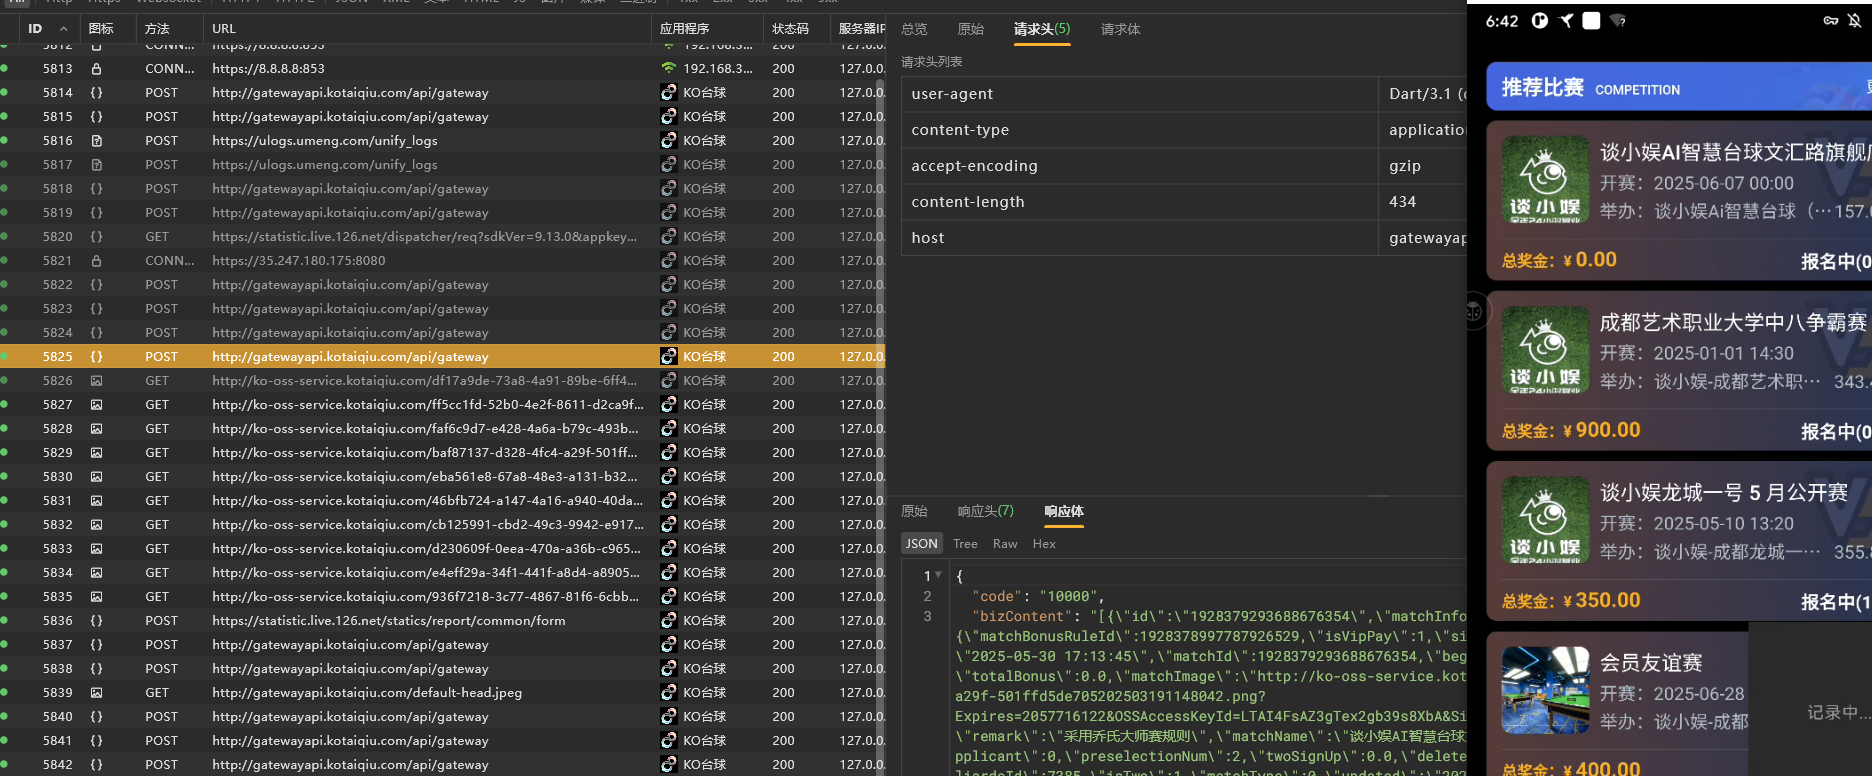 ID 图标 方法 URL 应用程序 状态码 服务器IP
5812 CONN... https://8.8.8.8:853 192.168.3... 200 127.0.0.
5813 CONN... https://8.8.8.8:853 192.168.3... 200 127.0.0.
5814 POST http://gatewayapi.kotaiqiu.com/api/gateway KO台球 200 127.0.0.
5815 POST http://gatewayapi.kotaiqiu.com/api/gateway KO台球 200 127.0.0.
5816 POST https://ulogs.umeng.com/unify_logs KO台球 200 127.0.0.
5817 POST https://ulogs.umeng.com/unify_logs KO台球 200 127.0.0.
5818 POST http://gatewayapi.kotaiqiu.com/api/gateway KO台球 200 127.0.0.
5819 POST http://gatewayapi.kotaiqiu.com/api/gateway KO台球 200 127.0.0.
5820 GET https://statistic.live.126.net/dispatcher/req?sdkVer=9.13.0&appkey... KO台球 200 127.0.0.
5821 CONN... https://35.247.180.175:8080 KO台球 200 127.0.0.
5822 POST http://gatewayapi.kotaiqiu.com/api/gateway KO台球 200 127.0.0.
5823 POST http://gatewayapi.kotaiqiu.com/api/gateway KO台球 200 127.0.0.
5824 POST http://gatewayapi.kotaiqiu.com/api/gateway KO台球 200 127.0.0.
5825 POST http://gatewayapi.kotaiqiu.com/api/gateway KO台球 200 127.0.0.
5826 GET http://ko-oss-service.kotaiqiu.com/df17a9de-73a8-4a91-89be-6ff4... KO台球 200 127.0.0.
5827 GET http://ko-oss-service.kotaiqiu.com/ff5cc1fd-52b0-4e2f-8611-d2ca9f... KO台球 200 127.0.0.
5828 GET http://ko-oss-service.kotaiqiu.com/faf6c9d7-e428-4a6a-b79c-493b... KO台球 200 127.0.0.
5829 GET http://ko-oss-service.kotaiqiu.com/baf87137-d328-4fc4-a29f-501ff... KO台球 200 127.0.0.
5830 GET http://ko-oss-service.kotaiqiu.com/eba561e8-67a8-48e3-a131-b32... KO台球 200 127.0.0.
5831 GET http://ko-oss-service.kotaiqiu.com/46bfb724-a147-4a16-a940-40da... KO台球 200 127.0.0.
5832 GET http://ko-oss-service.kotaiqiu.com/cb125991-cbd2-49c3-9942-e917... KO台球 200 127.0.0.
5833 GET http://ko-oss-service.kotaiqiu.com/d230609f-0eea-470a-a36b-c965... KO台球 200 127.0.0.
5834 GET http://ko-oss-service.kotaiqiu.com/e4eff29a-34f1-441f-a8d4-a8905... KO台球 200 127.0.0.
5835 GET http://ko-oss-service.kotaiqiu.com/936f7218-3c77-4867-81f6-6cbb... KO台球 200 127.0.0.
5836 POST https://statistic.live.126.net/statics/report/common/form KO台球 200 127.0.0.
5837 POST http://gatewayapi.kotaiqiu.com/api/gateway KO台球 200 127.0.0.
5838 POST http://gatewayapi.kotaiqiu.com/api/gateway KO台球 200 127.0.0.
5839 GET http://gatewayapi.kotaiqiu.com/default-head.jpeg KO台球 200 127.0.0.
5840 POST http://gatewayapi.kotaiqiu.com/api/gateway KO台球 200 127.0.0.
5841 POST http://gatewayapi.kotaiqiu.com/api/gateway KO台球 200 127.0.0.
5842 POST http://gatewayapi.kotaiqiu.com/api/gateway KO台球 200 127.0.0.
总览 原始 请求头(5) 请求体
请求头列表
user-agent Dart/3.1 (
content-type applicatio
accept-encoding gzip
content-length 434
host gatewayap
原始 响应头(7) 响应体
JSON Tree Raw Hex
1 {
2 "code": "10000",
3 "bizContent": "[{\"id\":\"1928379293688676354\",\"matchInfo
{\"matchBonusRuleId\":1928378997787926529,\"isVipPay\":1,\"si
\"2025-05-30 17:13:45\",\"matchId\":1928379293688676354,\"beg
\"totalBonus\":0.0,\"matchImage\":\"http://ko-oss-service.kot
a29f-501ffd5de705202503191148042.png?
Expires=2057716122&OSSAccessKeyId=LTAI4FsAZ3gTex2gb39s8XbA&Si
\"remark\":\"采用乔氏大师赛规则\",\"matchName\":\"谈小娱AI智慧台球
pplicant\":0,\"preselectionNum\":2,\"twoSignUp\":0.0,\"delete
6:42
推荐比赛 COMPETITION
谈小娱
谈小娱AI智慧台球文汇路旗舰
开赛：2025-06-07 00:00
举办：谈小娱Ai智慧台球（··· 157.
总奖金：¥ 0.00 报名中(0
谈小娱
成都艺术职业大学中八争霸赛
开赛：2025-01-01 14:30
举办：谈小娱-成都艺术职··· 343.
总奖金：¥ 900.00 报名中(0
谈小娱
谈小娱龙城一号 5 月公开赛
开赛：2025-05-10 13:20
举办：谈小娱-成都龙城一··· 355.
总奖金：¥ 350.00 报名中(1
会员友谊赛
开赛：2025-06-28
举办：谈小娱-成都
总奖金：¥ 400.00
记录中...